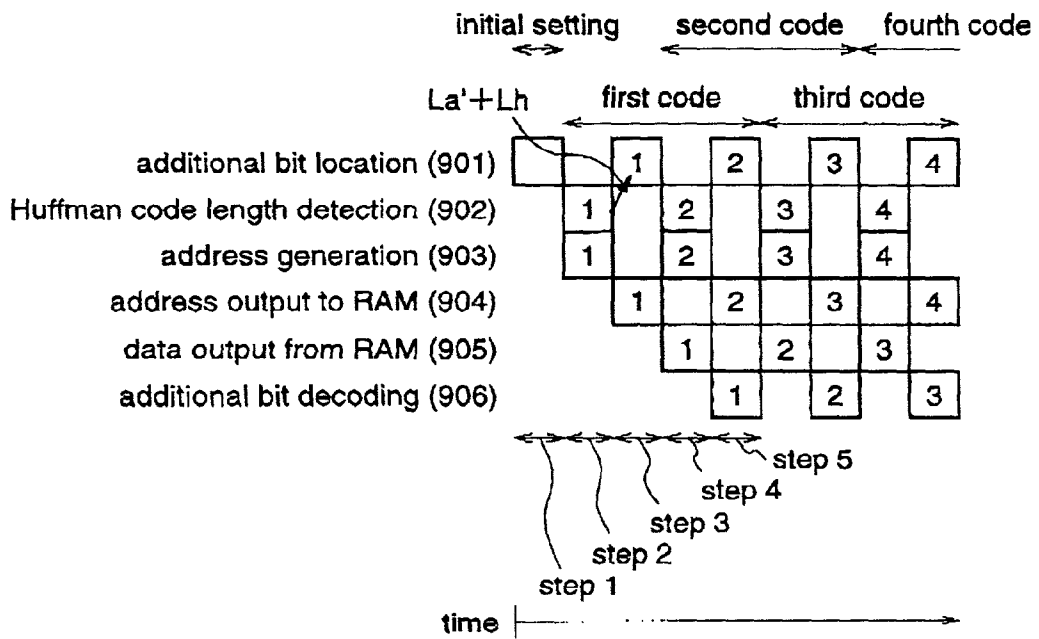 initial setting second code fourth code
La'+Lh first code third code
additional bit location (901) 1 2 3 4
Huffman code length detection (902) 1 2 3 4
address generation (903) 1 2 3 4
address output to RAM (904) 1 2 3 4
data output from RAM (905) 1 2 3
additional bit decoding (906) 1 2 3
step 5
step 4
step 3
step 2
step 1
time